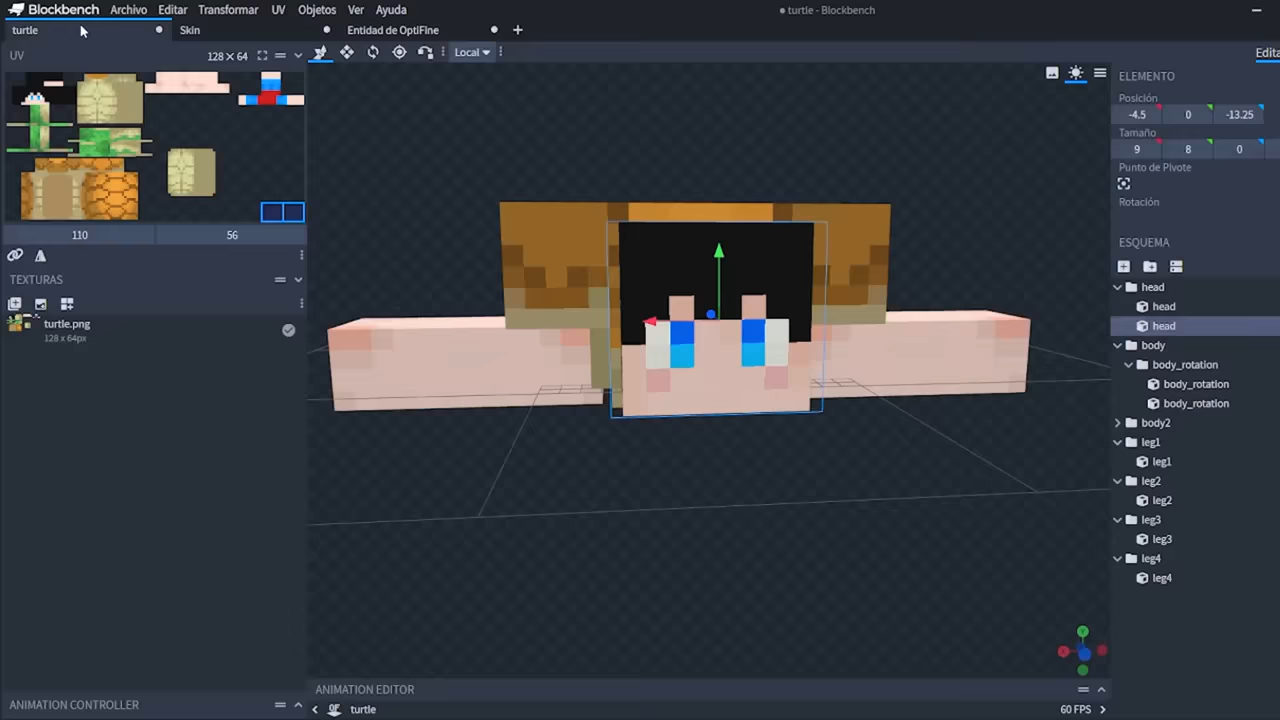 Blockbench Archivo Editar Transformar UV Objetos Ver Ayuda
turtle - Blockbench
turtle Skin Entidad de OptiFine
UV 128 × 64
Local
Edita
110 56
TEXTURAS
turtle.png
128 x 64px
ELEMENTO
Posición
-4.5 0 -13.25
Tamaño
9 8 0
Punto de Pivote
Rotación
ESQUEMA
head
head
head
body
body_rotation
body_rotation
body_rotation
body2
leg1
leg1
leg2
leg2
leg3
leg3
leg4
leg4
ANIMATION CONTROLLER
ANIMATION EDITOR
turtle
60 FPS